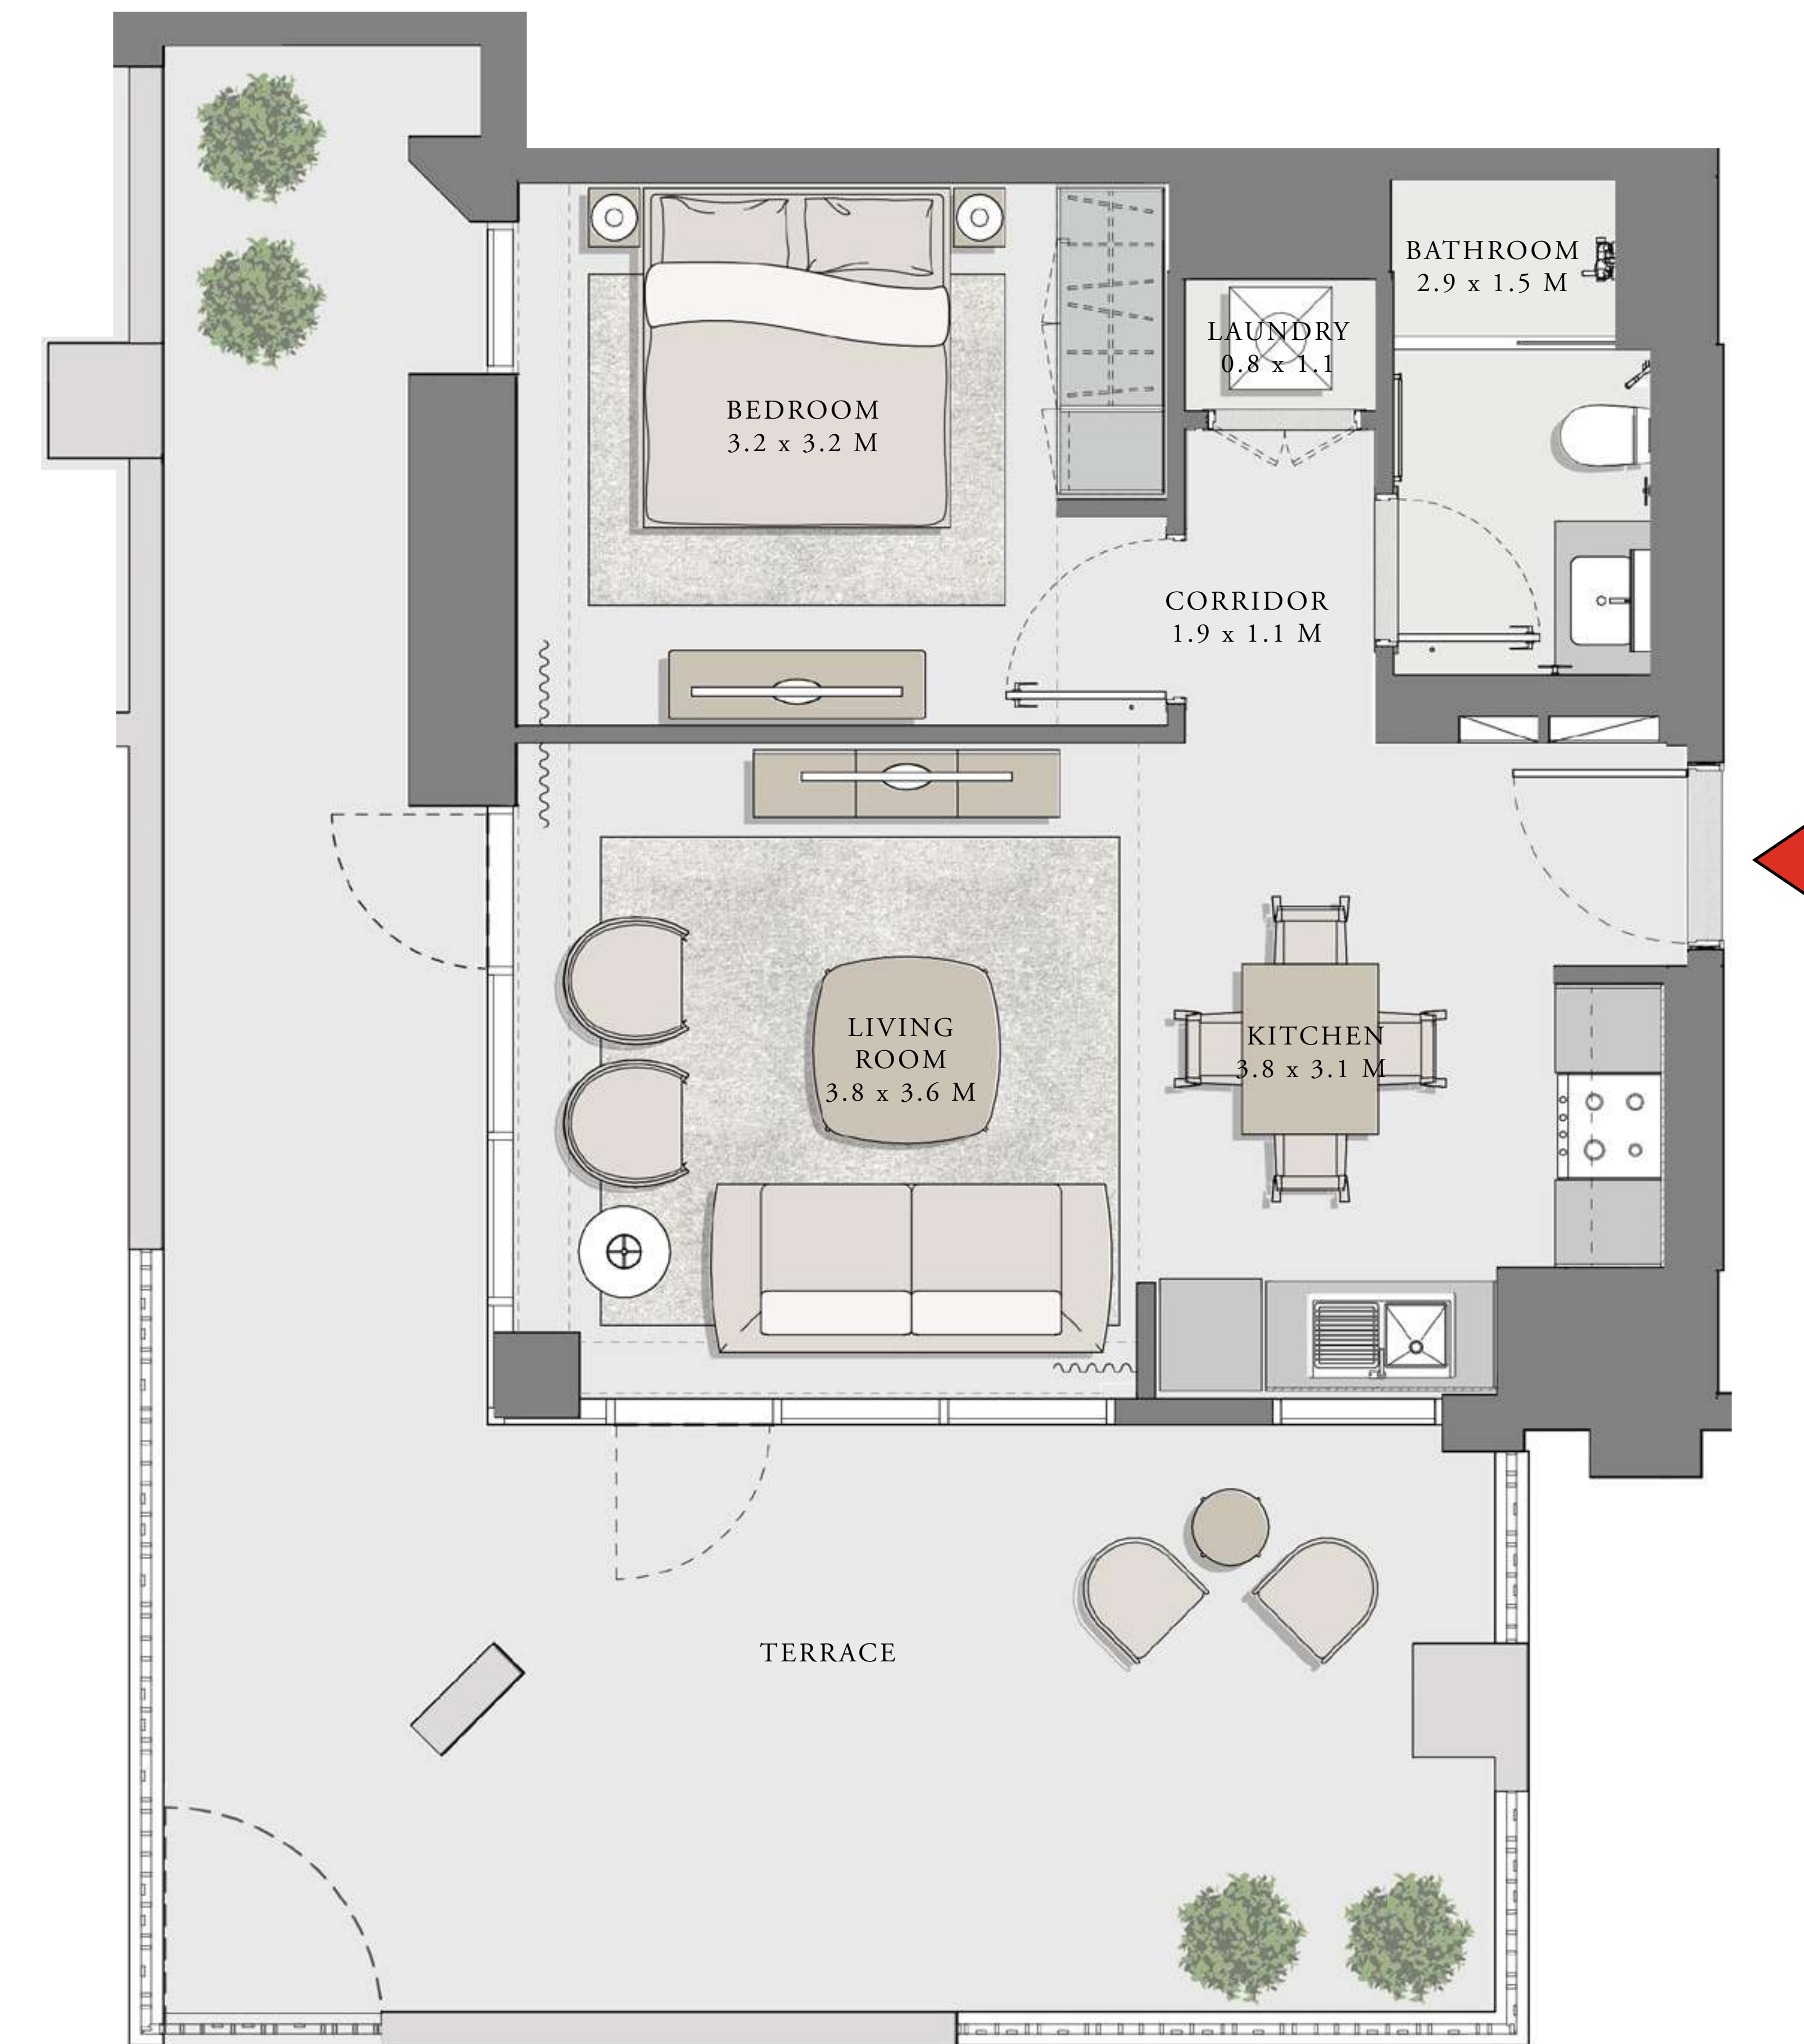 BATHROOM
2.9 x 1.5 M
LAUNDRY
0.8 x 1.1
BEDROOM
3.2 x 3.2 M
CORRIDOR
1.9 x 1.1 M
LIVING
ROOM
3.8 x 3.6 M
KITCHEN
3.8 x 3.1 M
TERRACE